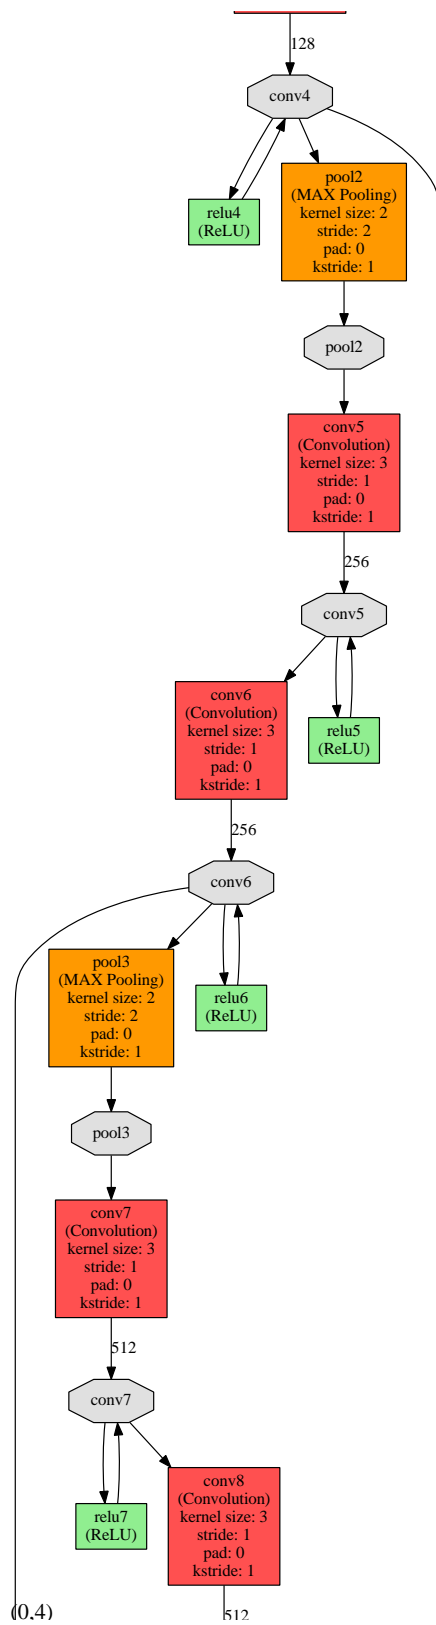 128
conv4
pool2
(MAX Pooling)
kernel size: 2
stride: 2
pad: 0
kstride: 1
relu4
(ReLU)
pool2
conv5
(Convolution)
kernel size: 3
stride: 1
pad: 0
kstride: 1
256
conv5
conv6
(Convolution)
kernel size: 3
stride: 1
pad: 0
kstride: 1
relu5
(ReLU)
256
conv6
pool3
(MAX Pooling)
kernel size: 2
stride: 2
pad: 0
kstride: 1
relu6
(ReLU)
pool3
conv7
(Convolution)
kernel size: 3
stride: 1
pad: 0
kstride: 1
512
conv7
conv8
(Convolution)
kernel size: 3
stride: 1
pad: 0
kstride: 1
relu7
(ReLU)
(0,4)
512